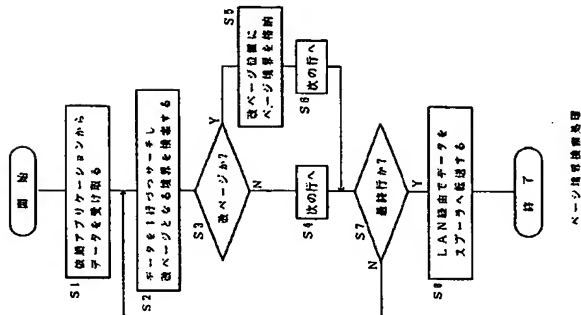 開始
S1
依頼アプリケーションから
データを受け取る
S2
データを1行づつサーチし
改ページとなる境界を検索する
S3
改ページか?
Y
N
S5
改ページ位置に
ページ境界を格納
S6
次の行へ
S4
次の行へ
S7
最終行か?
N
Y
S8
LAN経由でデータを
スプーラへ転送する
終了
ページ境界検索処理